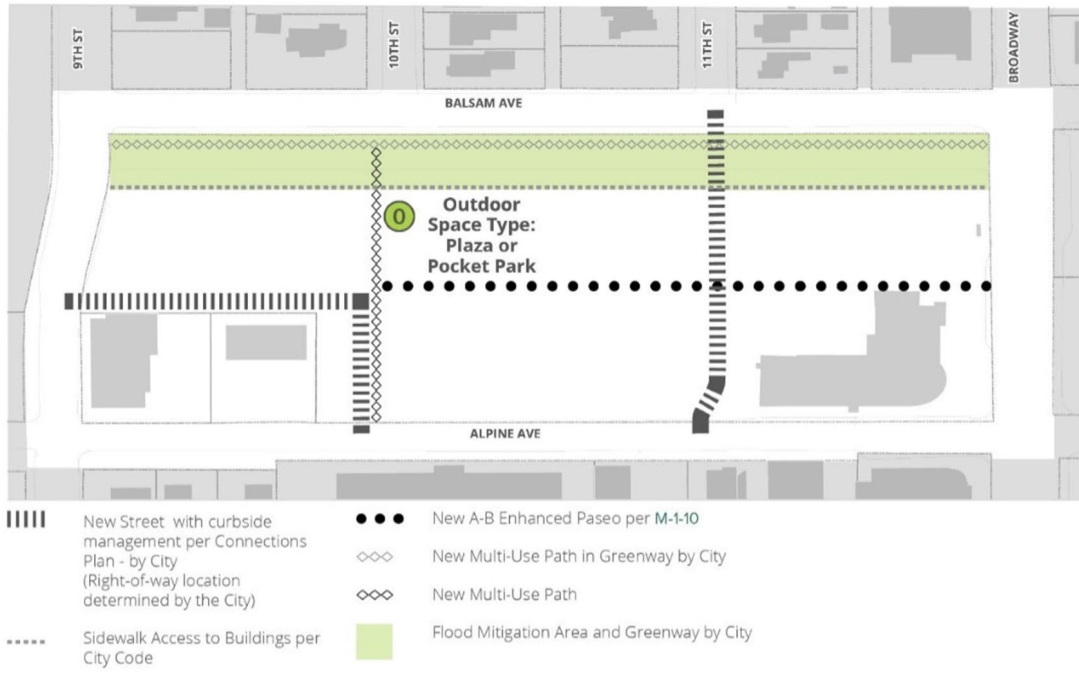 9TH ST
10TH ST
11TH ST
BROADWAY
BALSAM AVE
O
Outdoor
Space Type:
Plaza or
Pocket Park
ALPINE AVE
New Street with curbside
management per Connections
Plan - by City
(Right-of-way location
determined by the City)
Sidewalk Access to Buildings per
City Code
New A-B Enhanced Paseo per M-1-10
New Multi-Use Path in Greenway by City
New Multi-Use Path
Flood Mitigation Area and Greenway by City